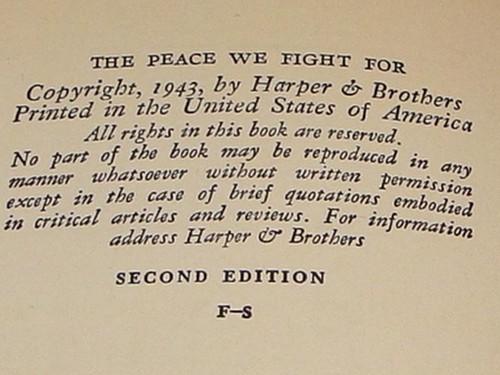 THE PEACE WE FIGHT FOR
Copyright, 1943, by Harper & Brothers
Printed in the United States of America
All rights in this book are reserved.
No part of the book may be reproduced in any
manner whatsoever without written permission
except in the case of brief quotations embodied
in critical articles and reviews. For information
address Harper & Brothers
SECOND EDITION
F–S